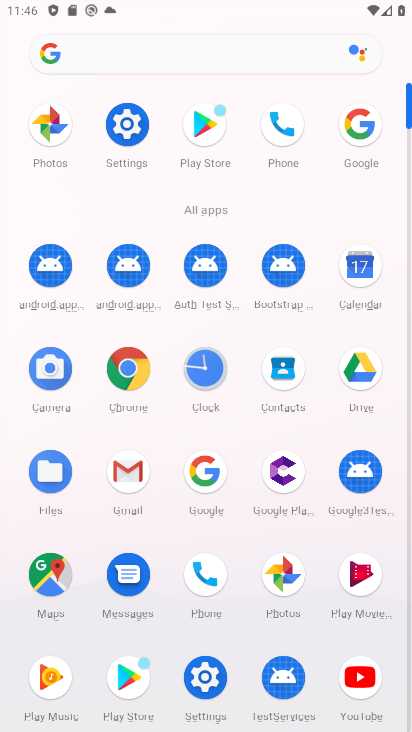 11:46
Photos Settings Play Store Phone Google
All apps
android.app... android.app... Auth Test S... Bootstrap ... Calendar
17
Camera Chrome Clock Contacts Drive
Files Gmail Google Google Pla... Google3Tes...
Maps Messages Phone Photos Play Movie...
Play Music Play Store Settings TestServices YouTube